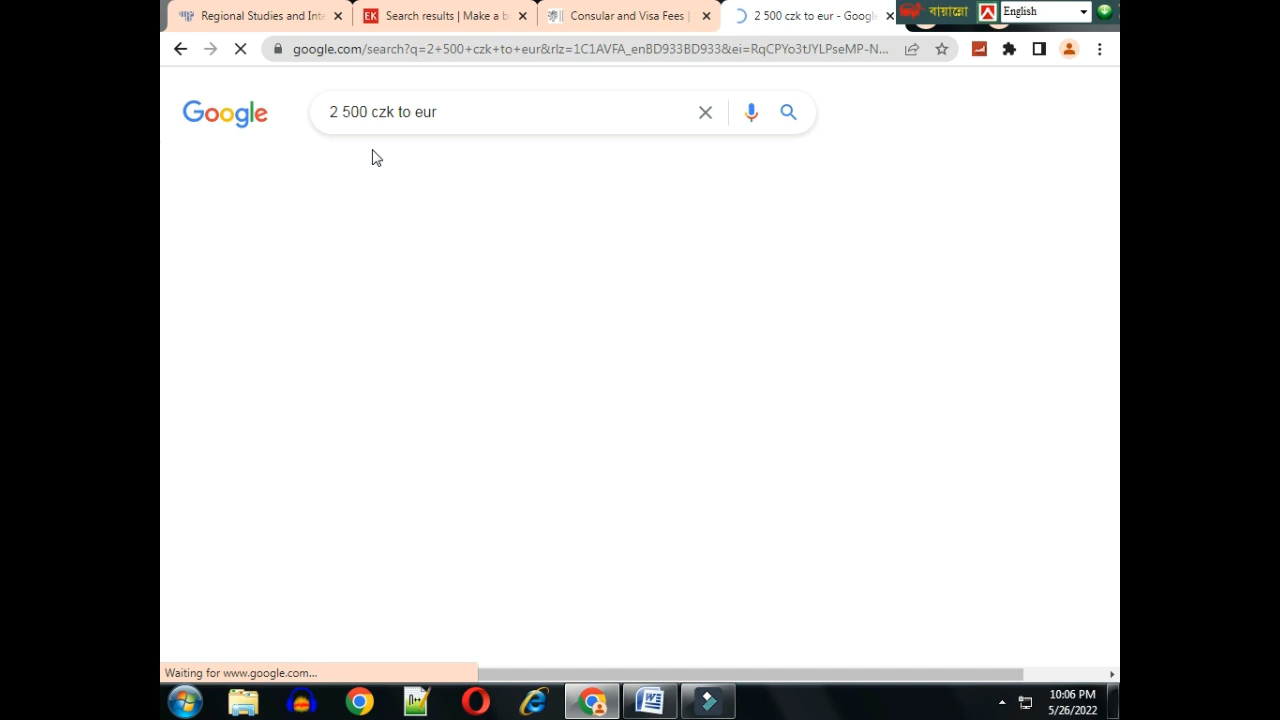 Regional Studies and Inte
Search results | Make a b
Consular and Visa Fees |
2 500 czk to eur - Googl
বায়ান্নো
English
google.com/search?q=2+500+czk+to+eur&rlz=1C1AVFA_enBD933BD933&ei=RqCPYo3tJYLPseMP-N...
Google
2 500 czk to eur
Waiting for www.google.com...
10:06 PM
5/26/2022